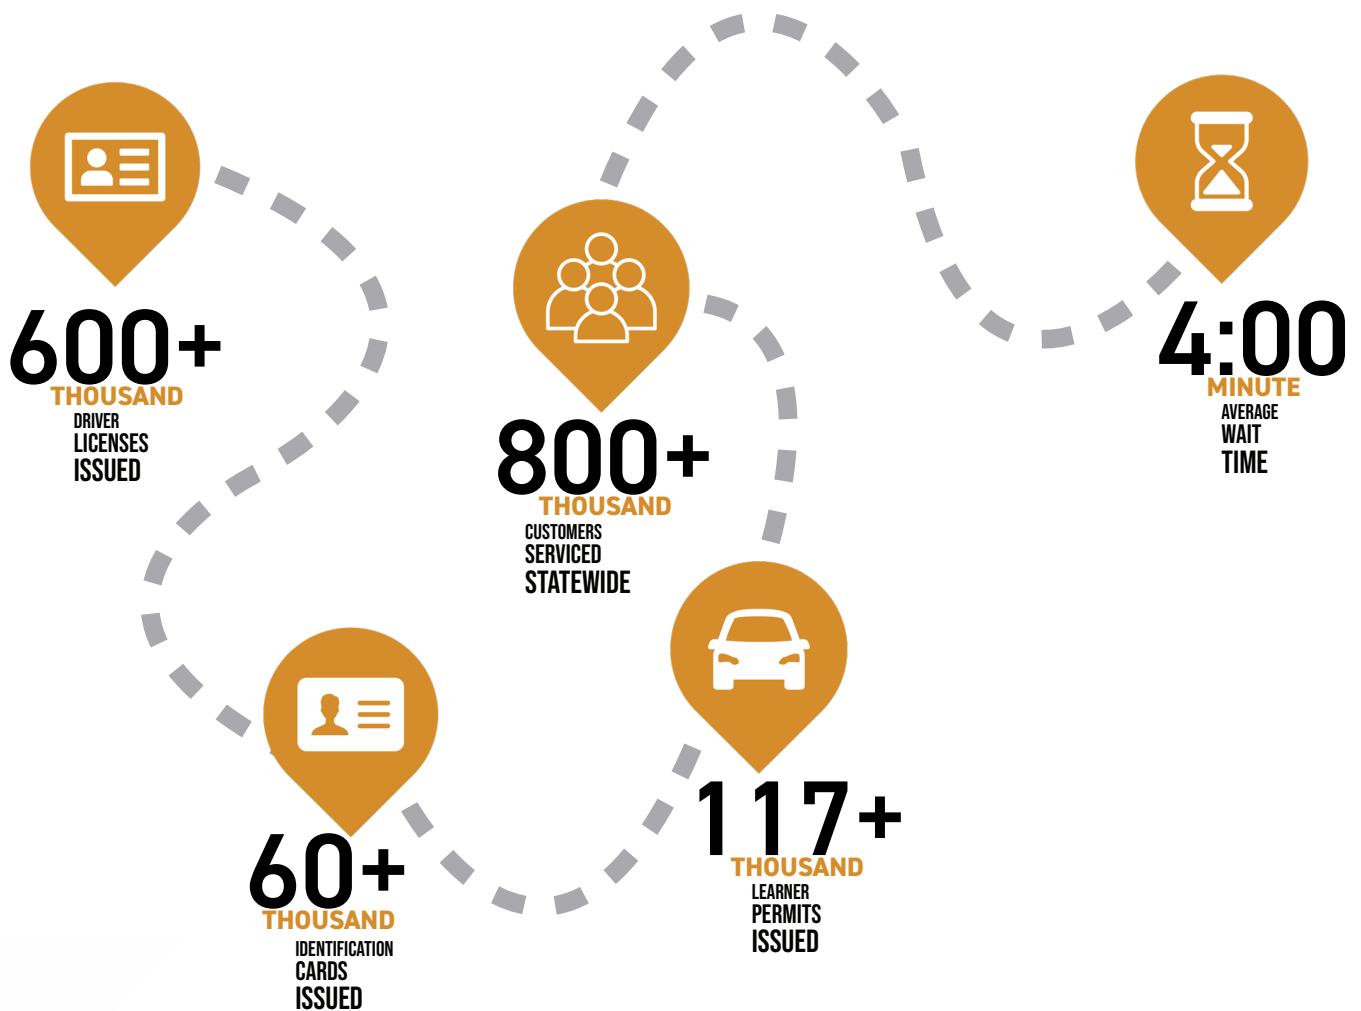 600+
THOUSAND
DRIVER
LICENSES
ISSUED
60+
THOUSAND
IDENTIFICATION
CARDS
ISSUED
117+
THOUSAND
LEARNER
PERMITS
ISSUED
800+
THOUSAND
CUSTOMERS
SERVICED
STATEWIDE
4:00
MINUTE
AVERAGE
WAIT
TIME